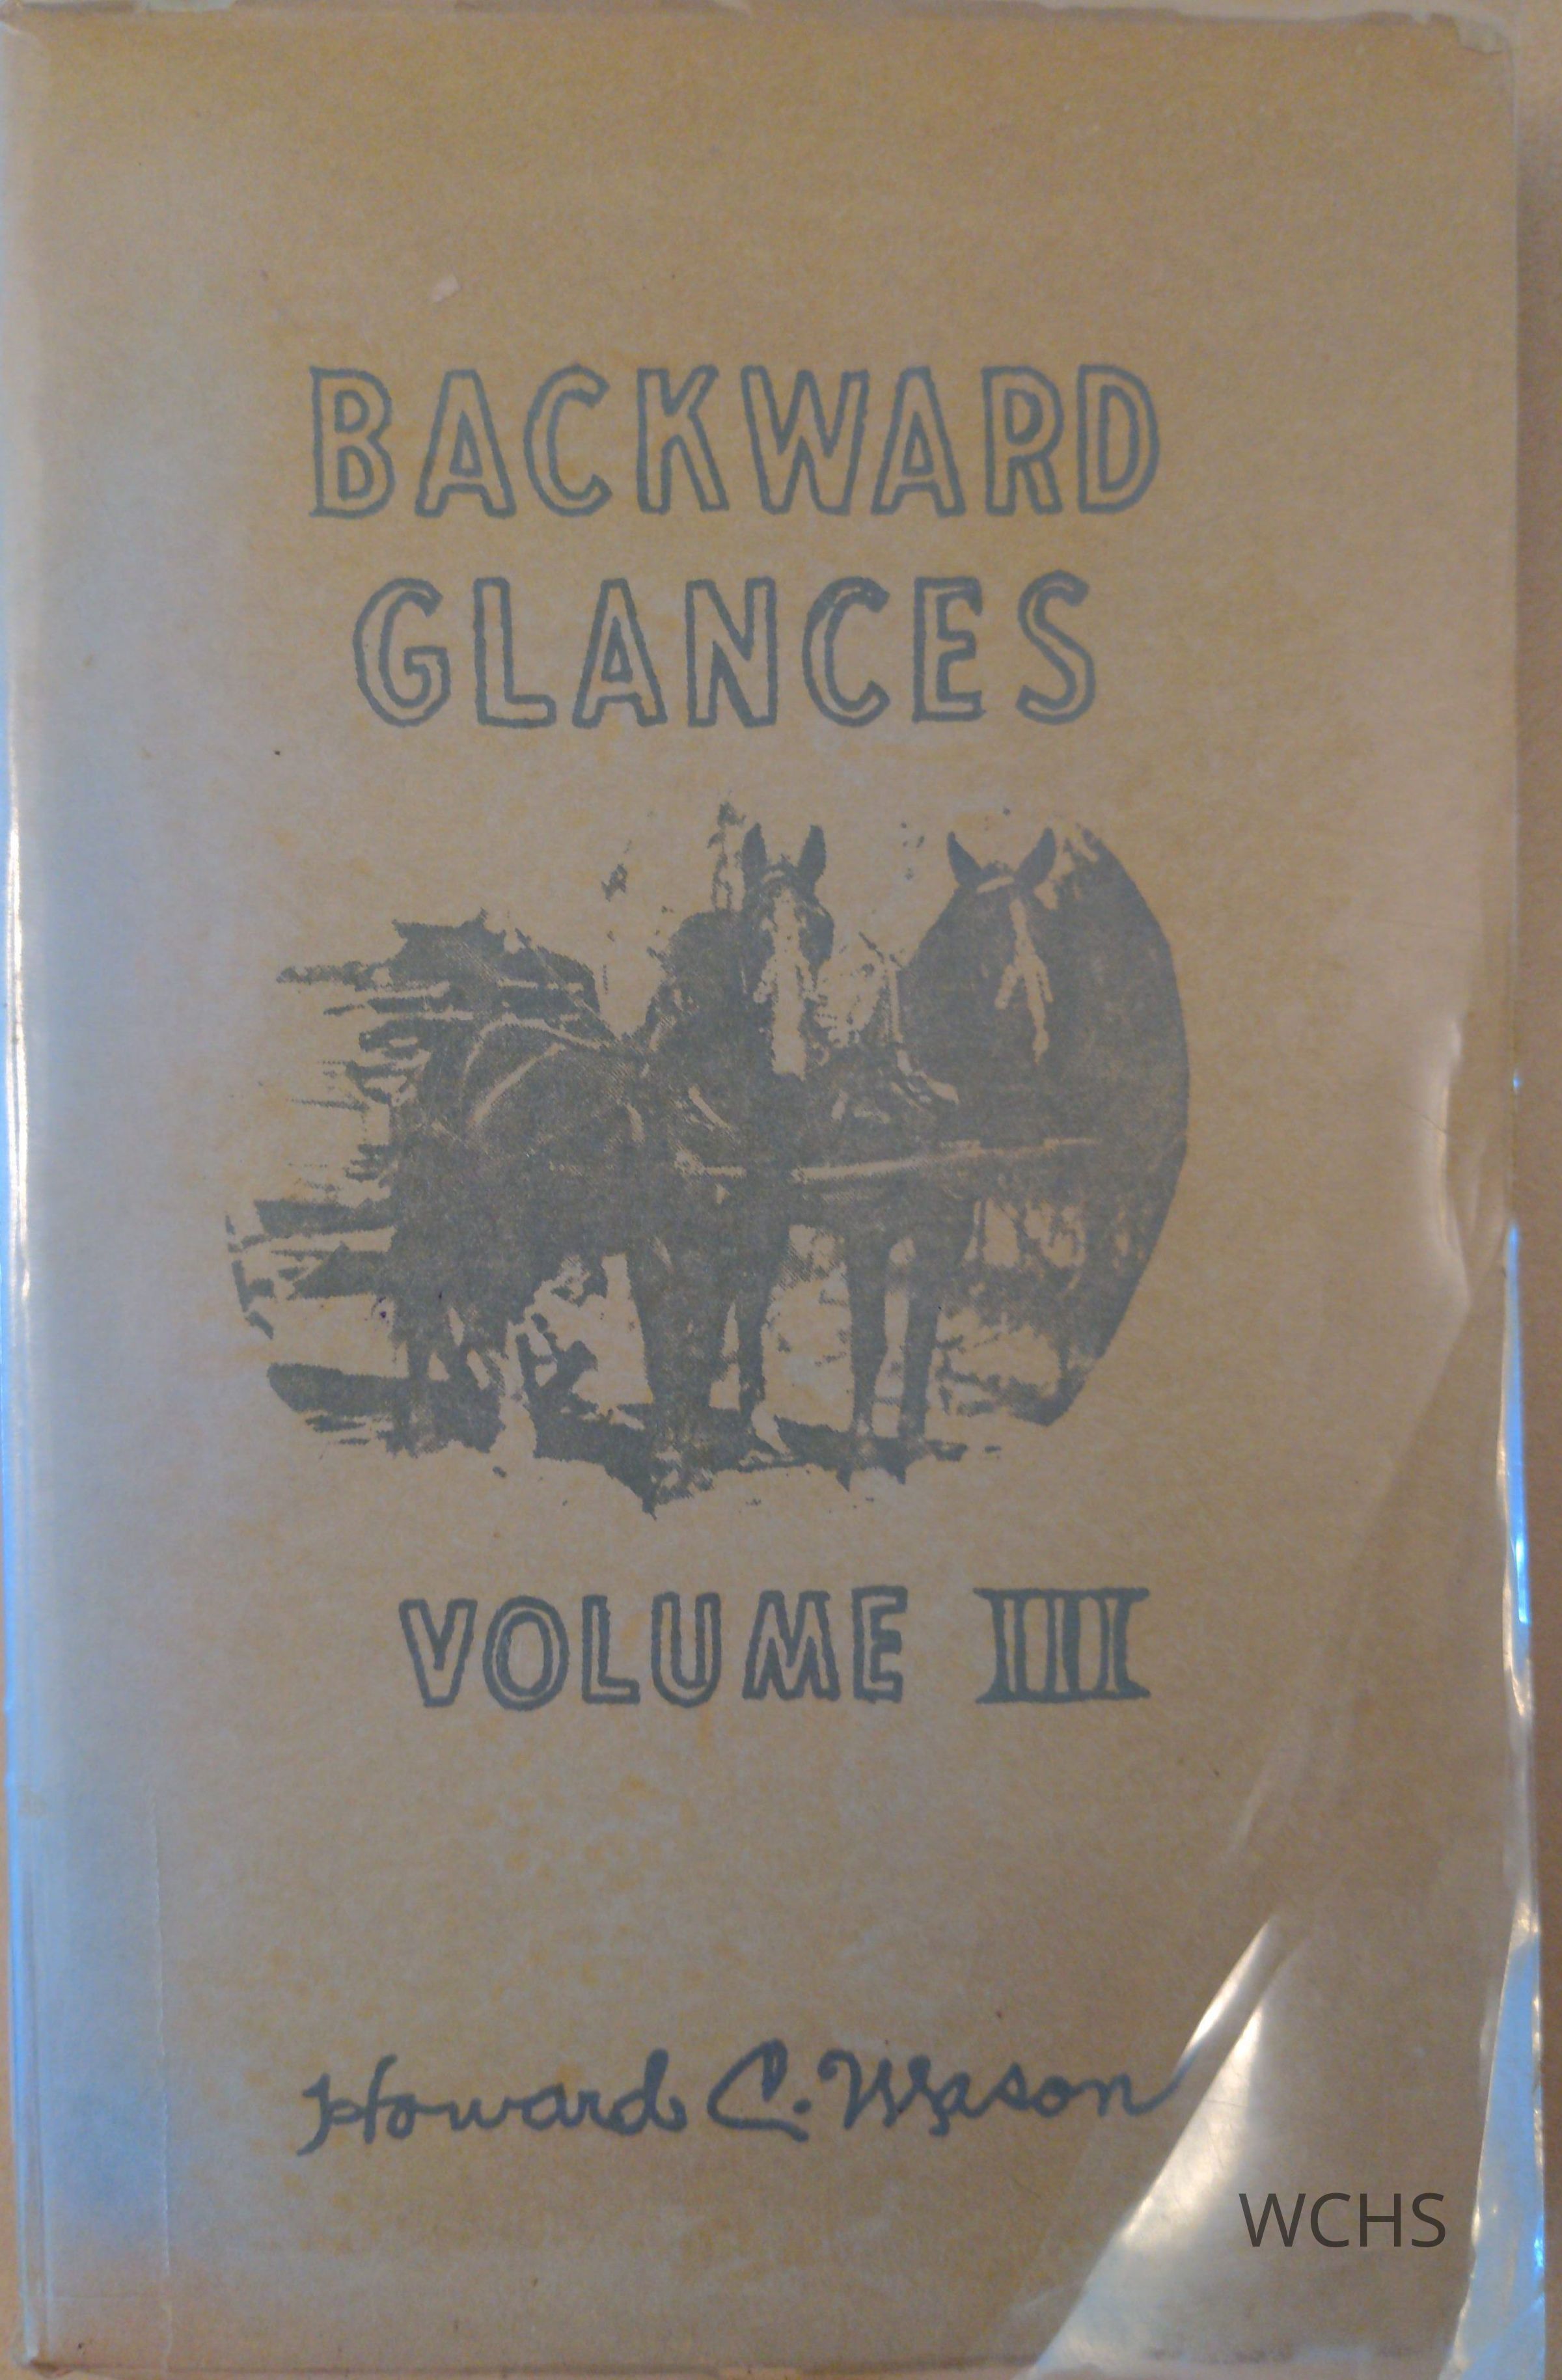 BACKWARD
GLANCES
VOLUME III
Howard C. Mason
WCHS